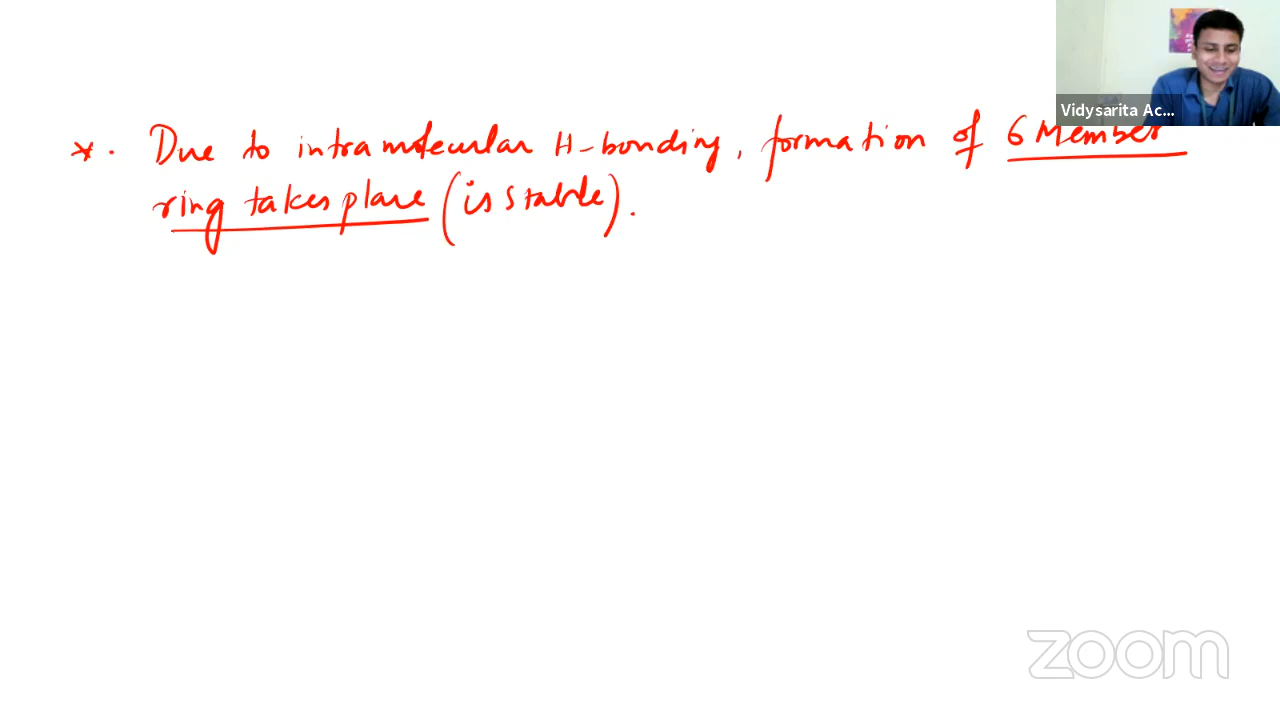 Vidysarita Ac...
*. Due to intramolecular H-bonding, formation of 6 Member
ring takes place (is stable).
zoom